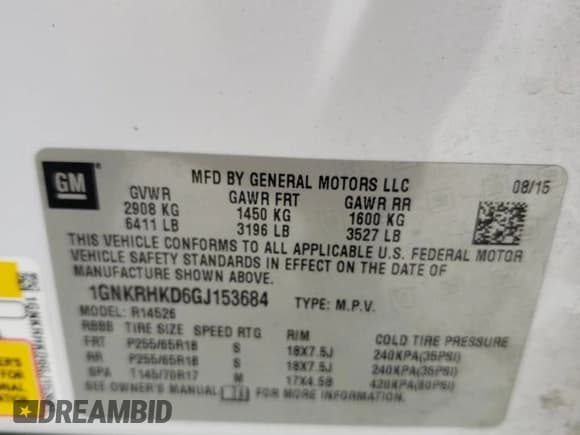 GM
MFD BY GENERAL MOTORS LLC
08/15
GVWR GAWR FRT GAWR RR
2908 KG 1450 KG 1600 KG
6411 LB 3196 LB 3527 LB
THIS VEHICLE CONFORMS TO ALL APPLICABLE U.S. FEDERAL MOTOR
VEHICLE SAFETY STANDARDS IN EFFECT ON THE DATE OF
MANUFACTURE SHOWN ABOVE.
1GNKRHKD6GJ153684 TYPE: M.P.V.
MODEL: R14526
RBBB TIRE SIZE SPEED RTG RIM COLD TIRE PRESSURE
FRT P255/65R18 S 18X7.5J 240KPA(35PSI)
RR P255/65R18 S 18X7.5J 240KPA(35PSI)
SPA T145/70R17 M 17X4.5B 420KPA(60PSI)
SEE OWNER'S MANUAL FOR MORE INFORMATION.
DREAMBID